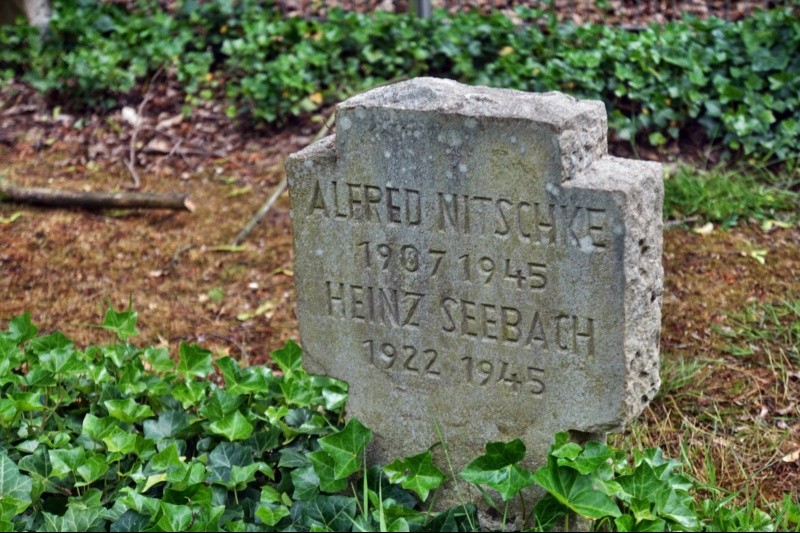 ALFRED NITSCHKE
1907 1945
HEINZ SEEBACH
1922 1945